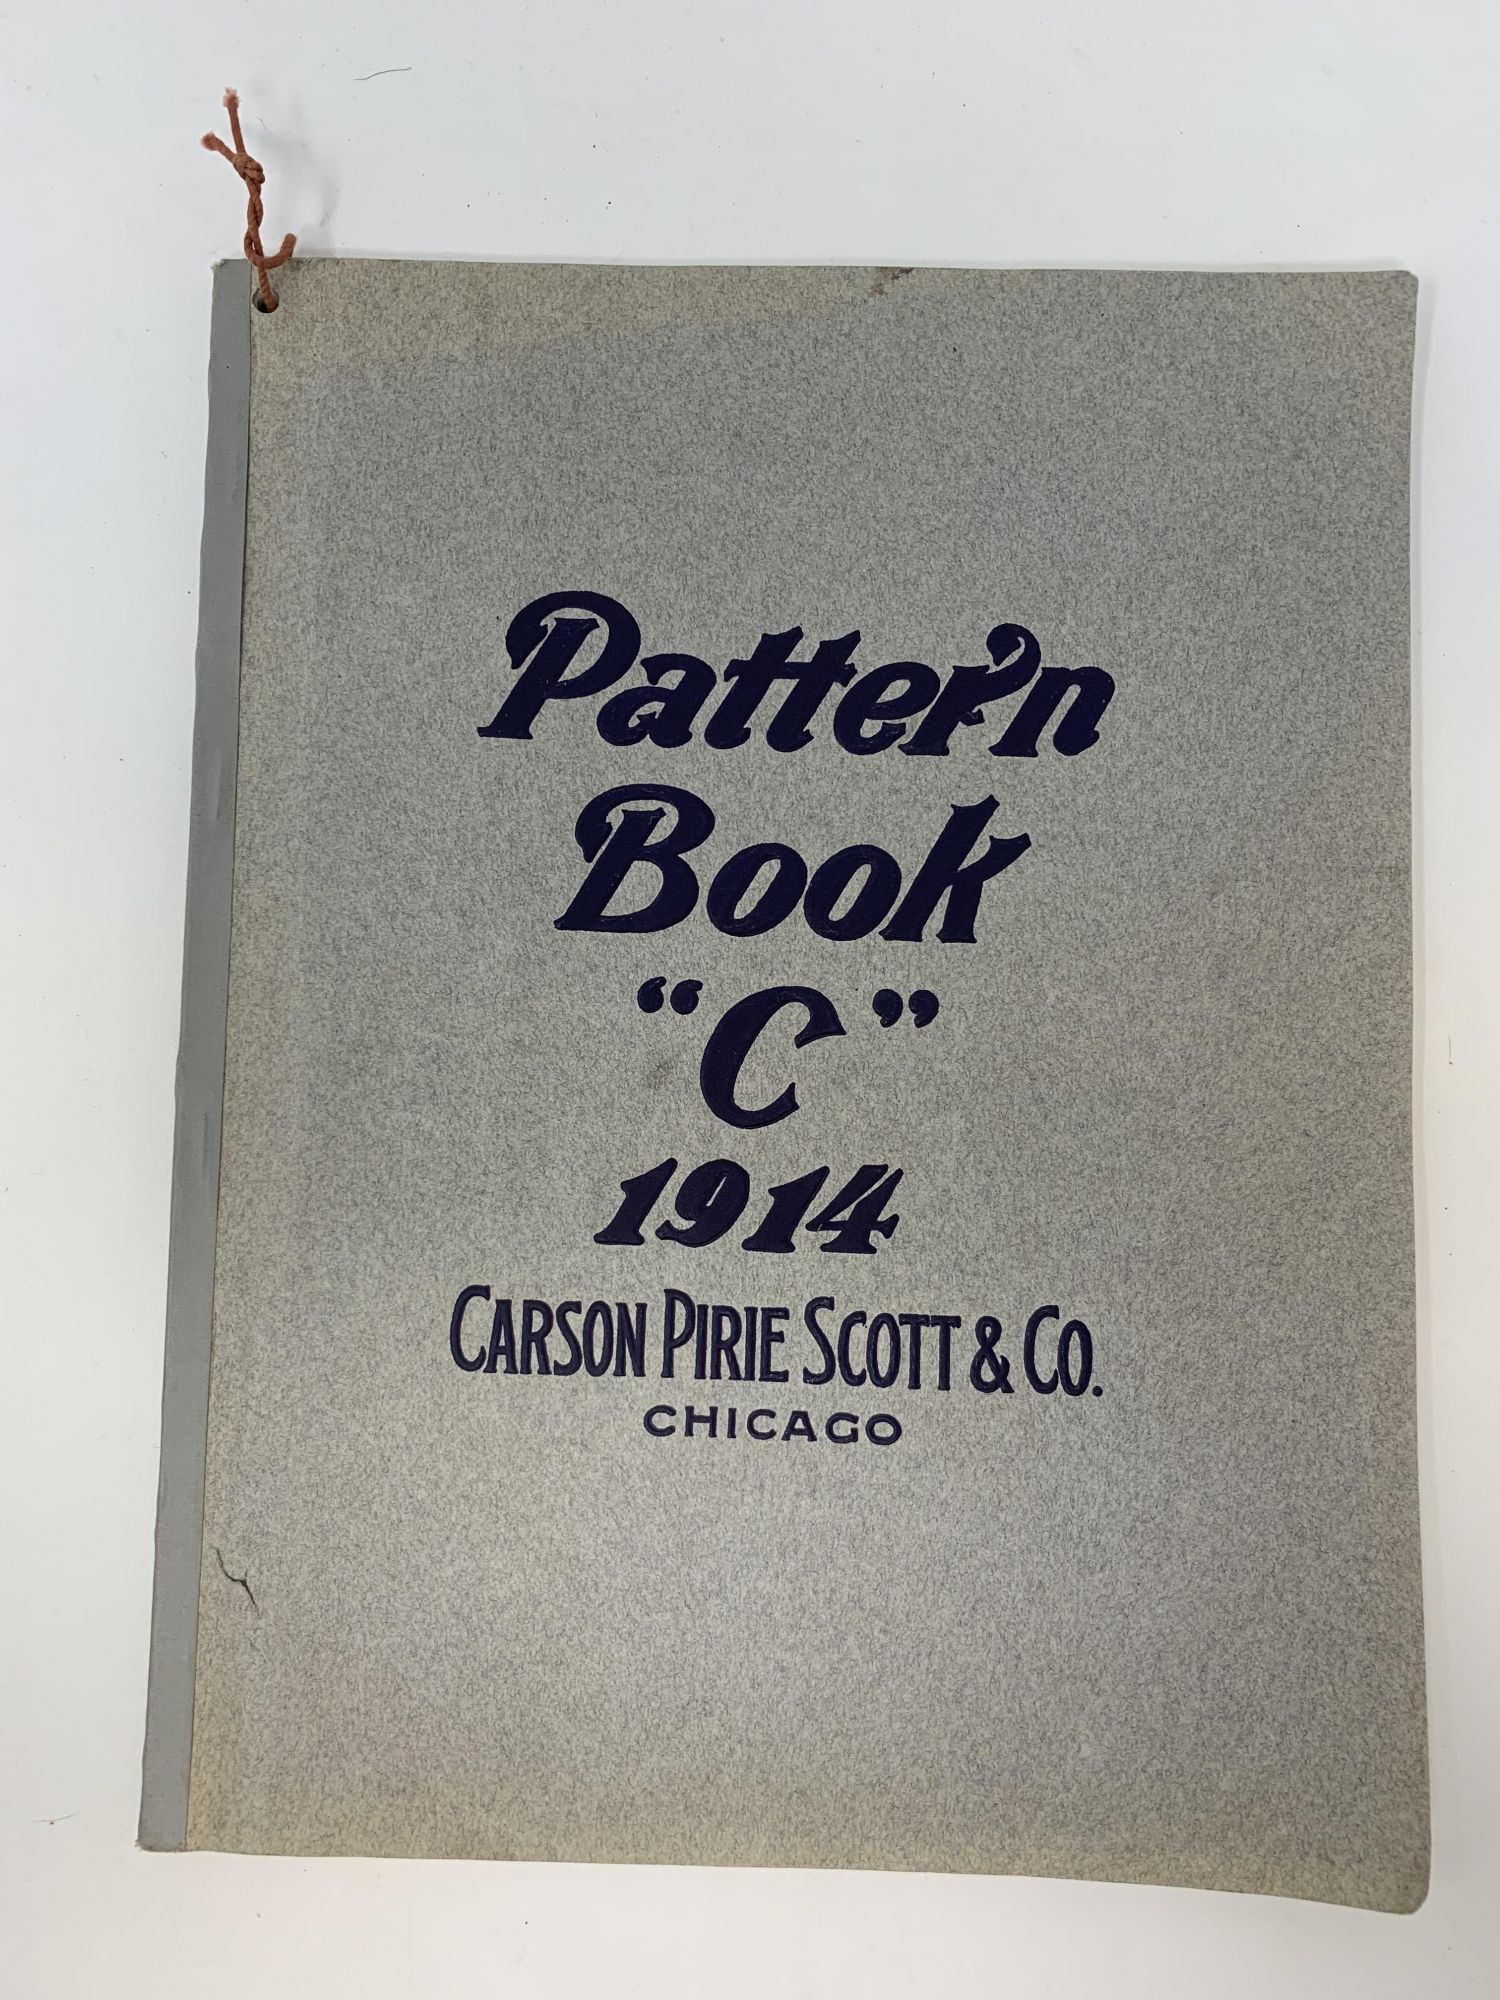 Pattern
Book
“C”
1914
CARSON PIRIE SCOTT & CO.
CHICAGO